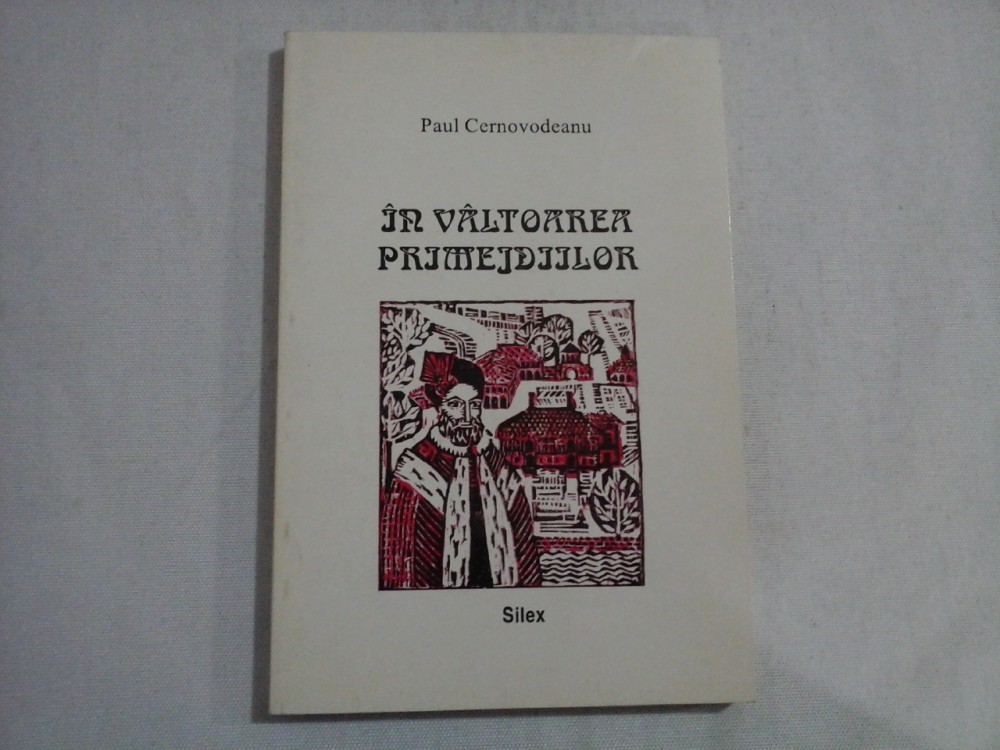 Paul Cernovodeanu
ÎN VÂLTOAREA
PRIMEJDIILOR
Silex